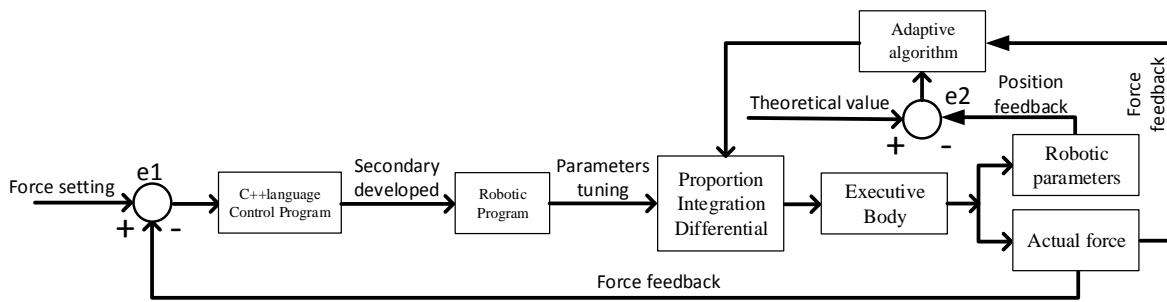 Adaptive
algorithm
Theoretical value
e2
Position
feedback
Force
feedback
+
-
Force setting
e1
+
-
C++language
Control Program
Secondary
developed
Robotic
Program
Parameters
tuning
Proportion
Integration
Differential
Executive
Body
Robotic
parameters
Actual force
Force feedback